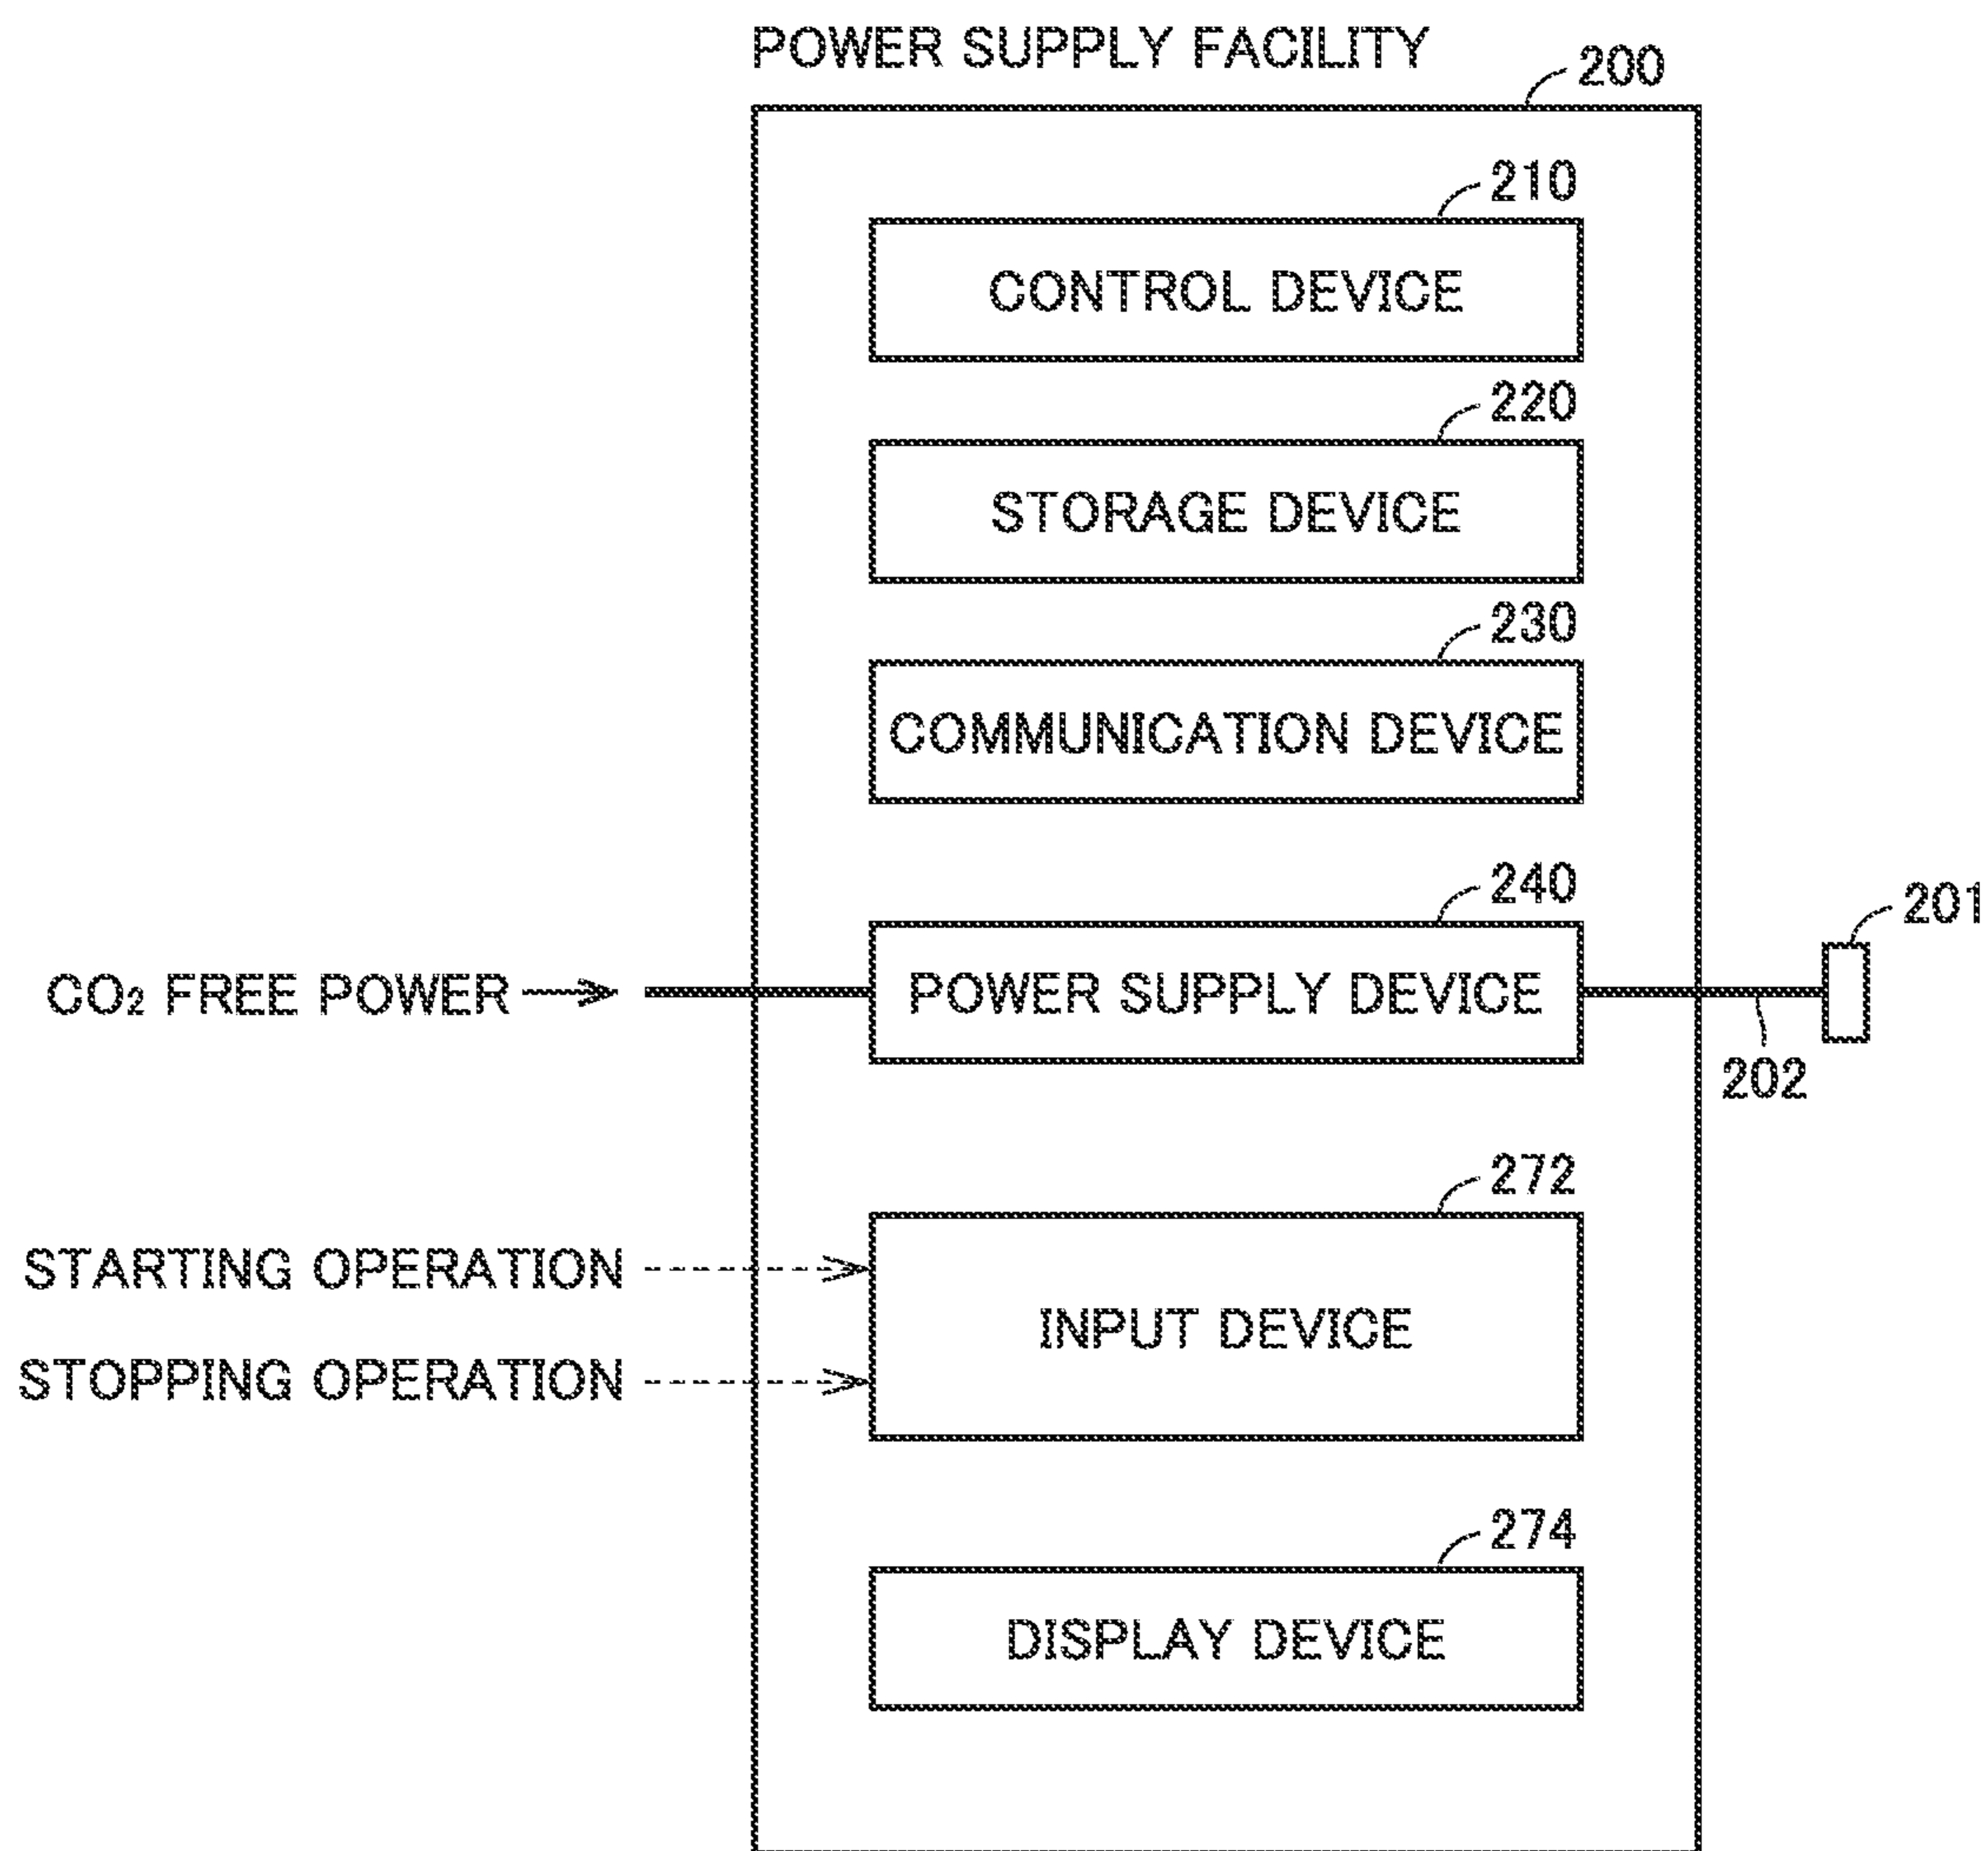 POWER SUPPLY FACILITY
200
210
CONTROL DEVICE
220
STORAGE DEVICE
230
COMMUNICATION DEVICE
240
201
CO₂ FREE POWER
POWER SUPPLY DEVICE
202
272
STARTING OPERATION
INPUT DEVICE
STOPPING OPERATION
274
DISPLAY DEVICE